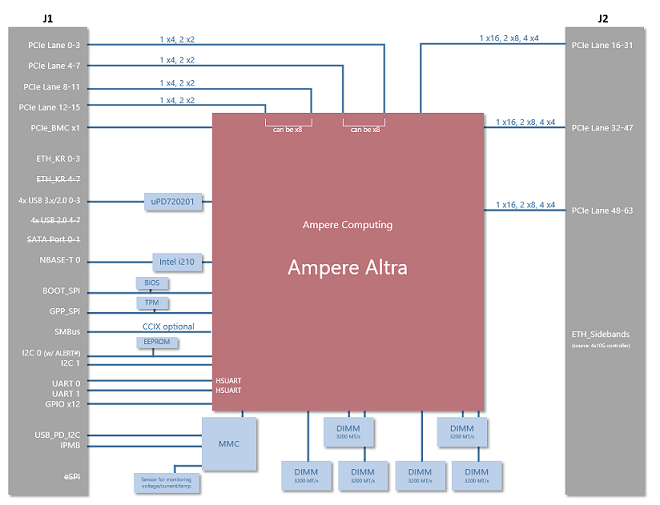 J1
J2
PCIe Lane 0-3
1 x4, 2 x2
PCIe Lane 4-7
1 x4, 2 x2
PCIe Lane 8-11
1 x4, 2 x2
PCIe Lane 12-15
1 x4, 2 x2
PCIe_BMC x1
ETH_KR 0-3
ETH_KR 4-7
4x USB 3.x/2.0 0-3
uPD720201
4x USB 2.0 4-7
SATA Port 0-1
NBASE-T 0
Intel i210
BIOS
BOOT_SPI
TPM
GPP_SPI
SMBus
CCIX optional
EEPROM
I2C 0 (w/ ALERT#)
I2C 1
UART 0
HSUART
UART 1
HSUART
GPIO x12
USB_PD_I2C
IPMB
MMC
eSPI
Sensor for monitoring
voltage/current/temp
can be x8
can be x8
Ampere Computing
Ampere Altra
1 x16, 2 x8, 4 x4
PCIe Lane 16-31
1 x16, 2 x8, 4 x4
PCIe Lane 32-47
1 x16, 2 x8, 4 x4
PCIe Lane 48-63
ETH_Sidebands
(source: 4x10G controller)
DIMM
3200 MT/s
DIMM
3200 MT/s
DIMM
3200 MT/s
DIMM
3200 MT/s
DIMM
3200 MT/s
DIMM
3200 MT/s